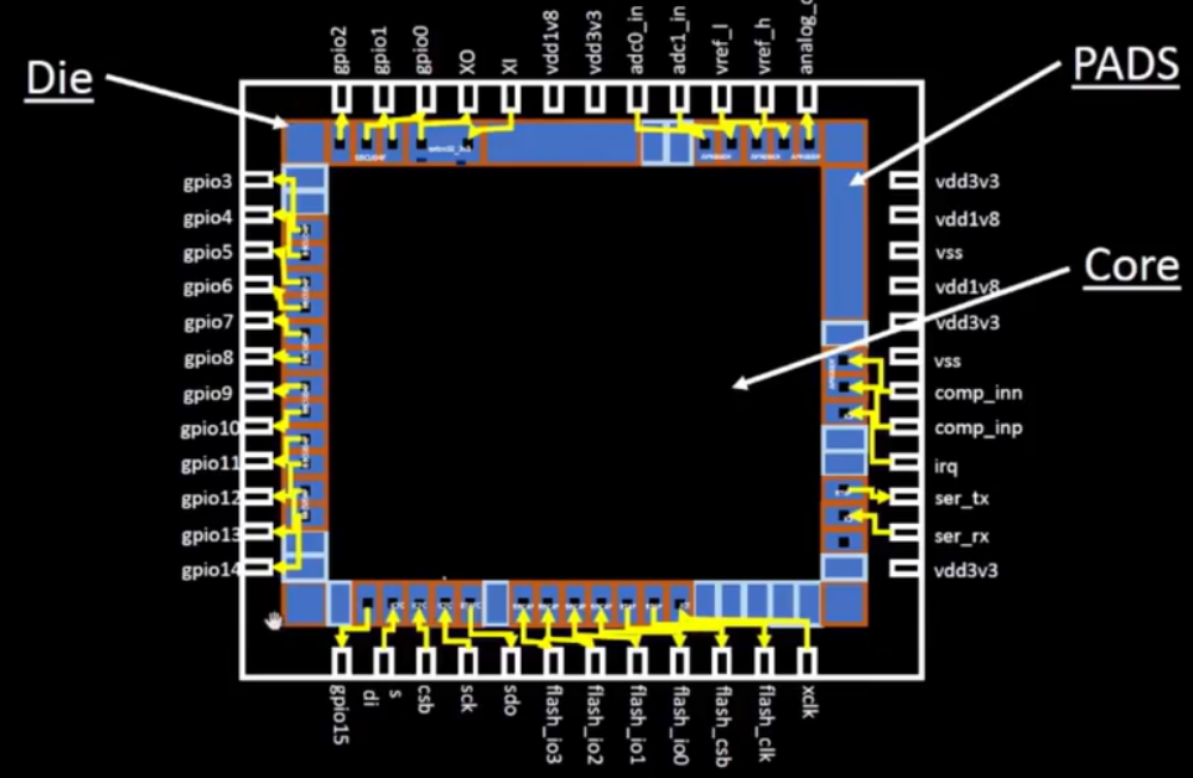 gpio2
gpio1
gpio0
XO
XI
vdd1v8
vdd3v3
adc0_in
adc1_in
vref_l
vref_h
Die
PADS
Core
gpio3
gpio4
gpio5
gpio6
gpio7
gpio8
gpio9
gpio10
gpio11
gpio12
gpio13
gpio14
vdd3v3
vdd1v8
vss
vdd1v8
vdd3v3
vss
comp_inn
comp_inp
irq
ser_tx
ser_rx
vdd3v3
gpio15
di
s
csb
sck
sdo
flash_io3
flash_io2
flash_io1
flash_io0
flash_csb
flash_clk
xclk